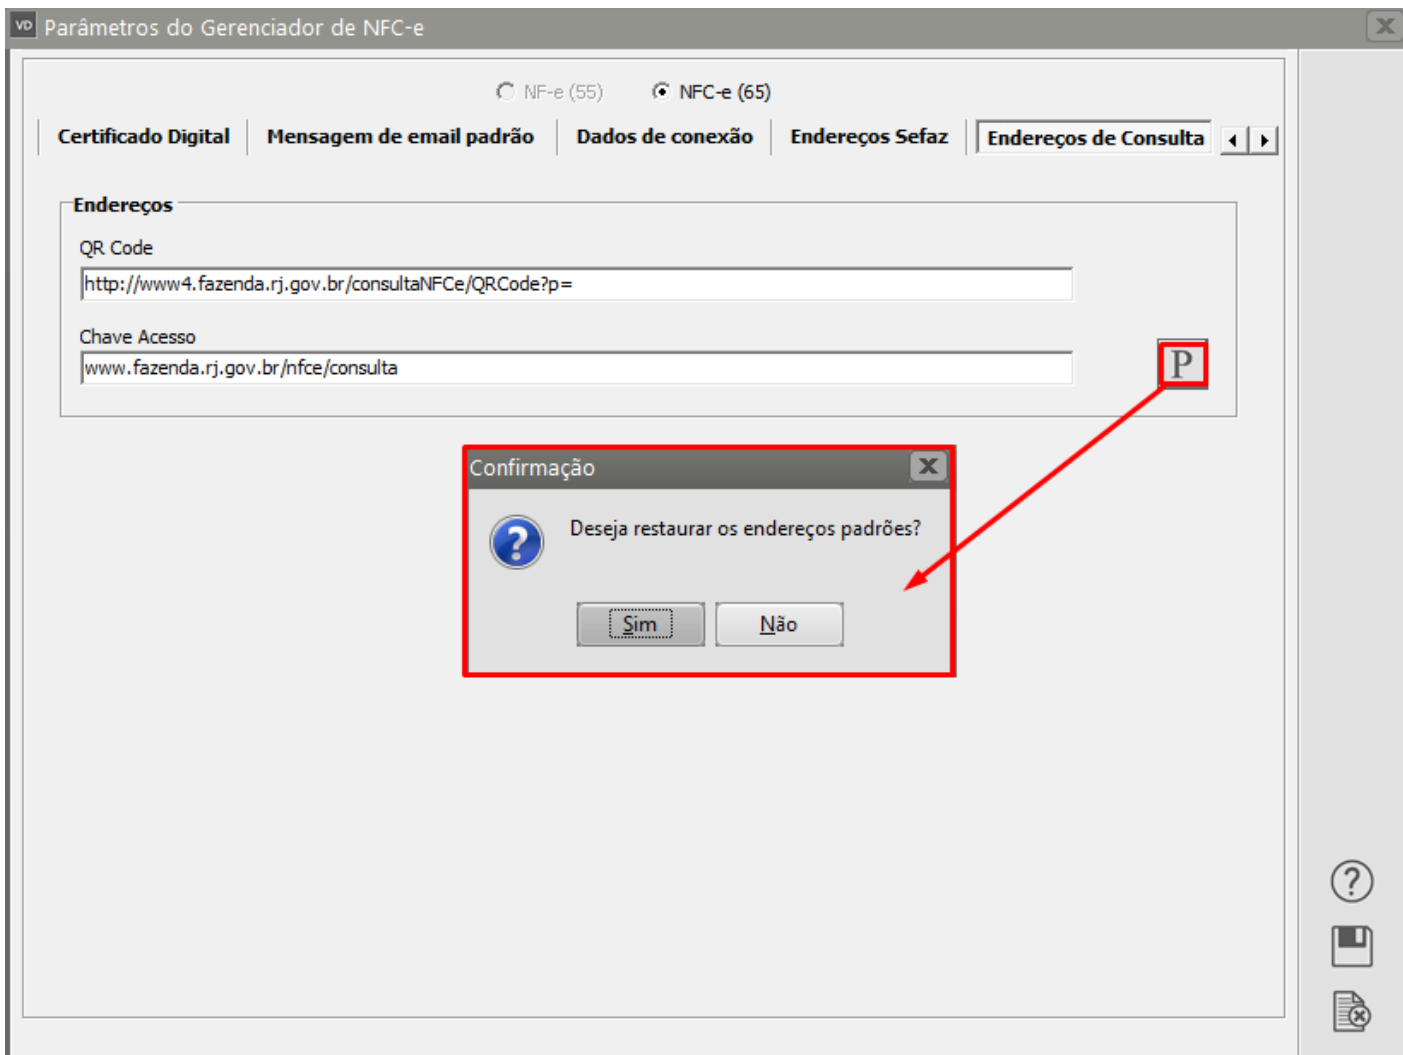 VD Parâmetros do Gerenciador de NFC-e
NF-e (55) NFC-e (65)
Certificado Digital Mensagem de email padrão Dados de conexão Endereços Sefaz Endereços de Consulta
Endereços
QR Code
http://www4.fazenda.rj.gov.br/consultaNFCe/QRCode?p=
Chave Acesso
www.fazenda.rj.gov.br/nfce/consulta
P
Confirmação
Deseja restaurar os endereços padrões?
Sim Não